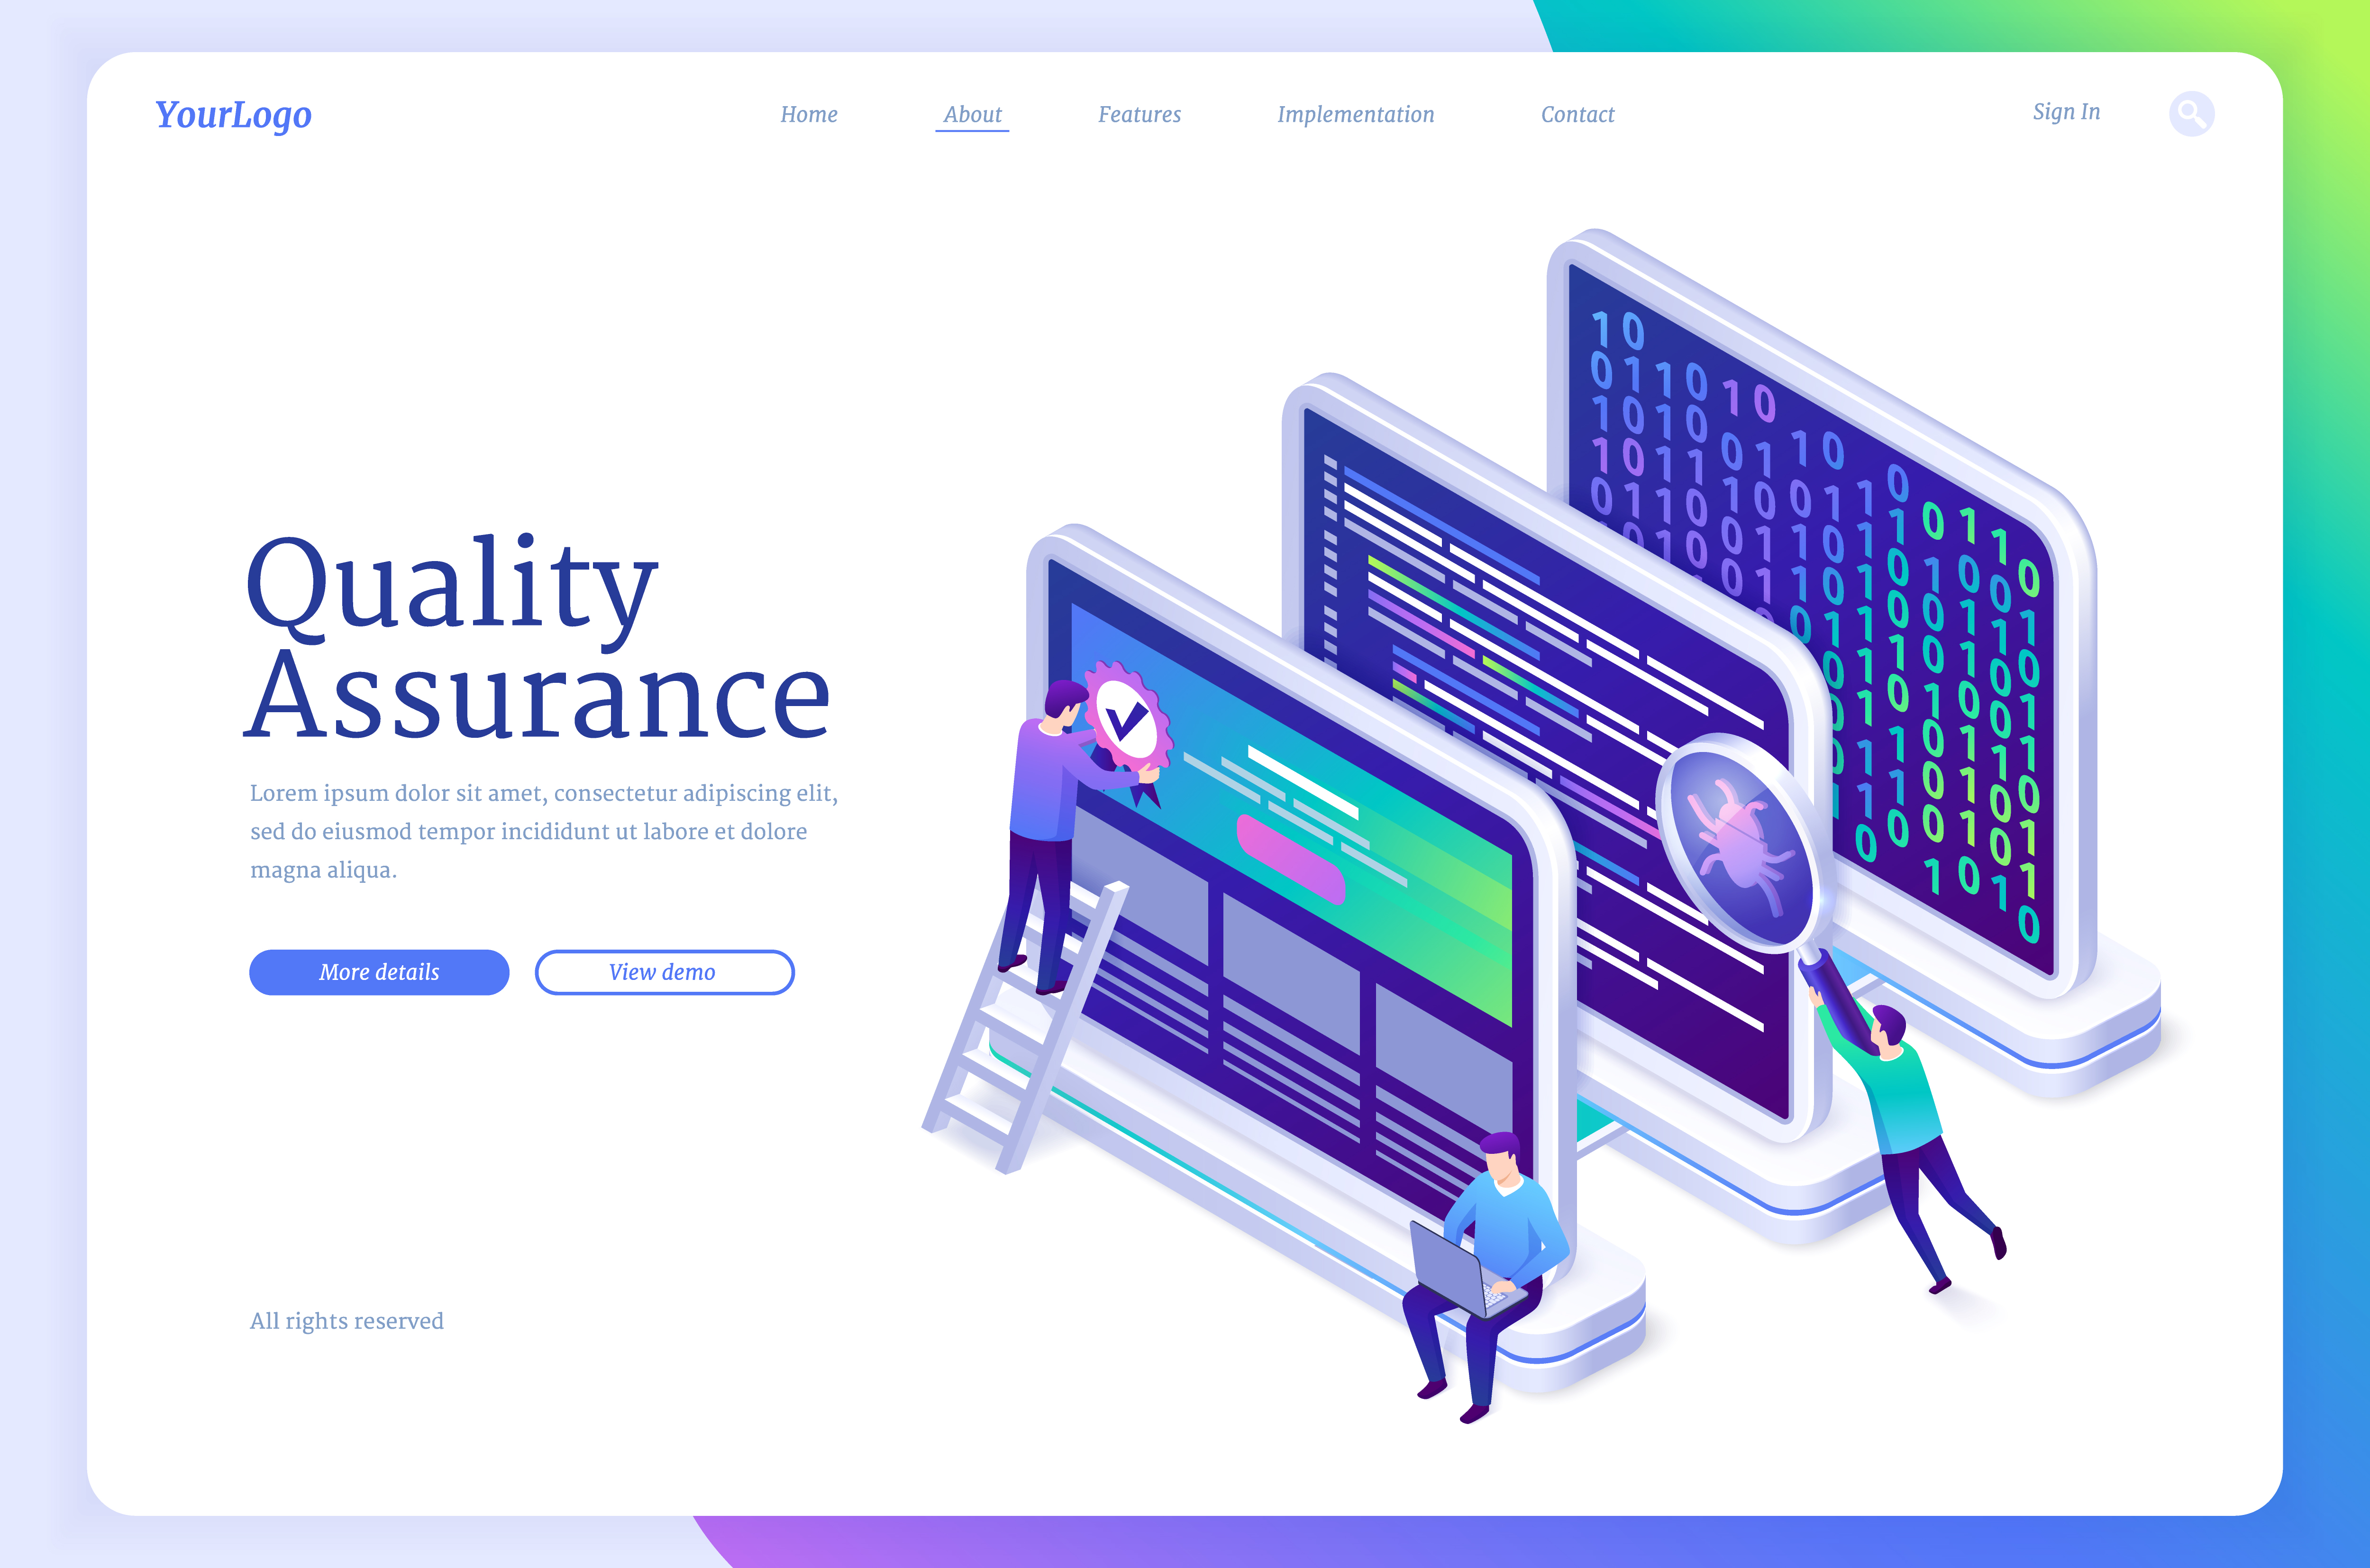 YourLogo
Home About Features Implementation Contact
Sign In
Quality
Assurance
Lorem ipsum dolor sit amet, consectetur adipiscing elit,
sed do eiusmod tempor incididunt ut labore et dolore
magna aliqua.
More details View demo
All rights reserved